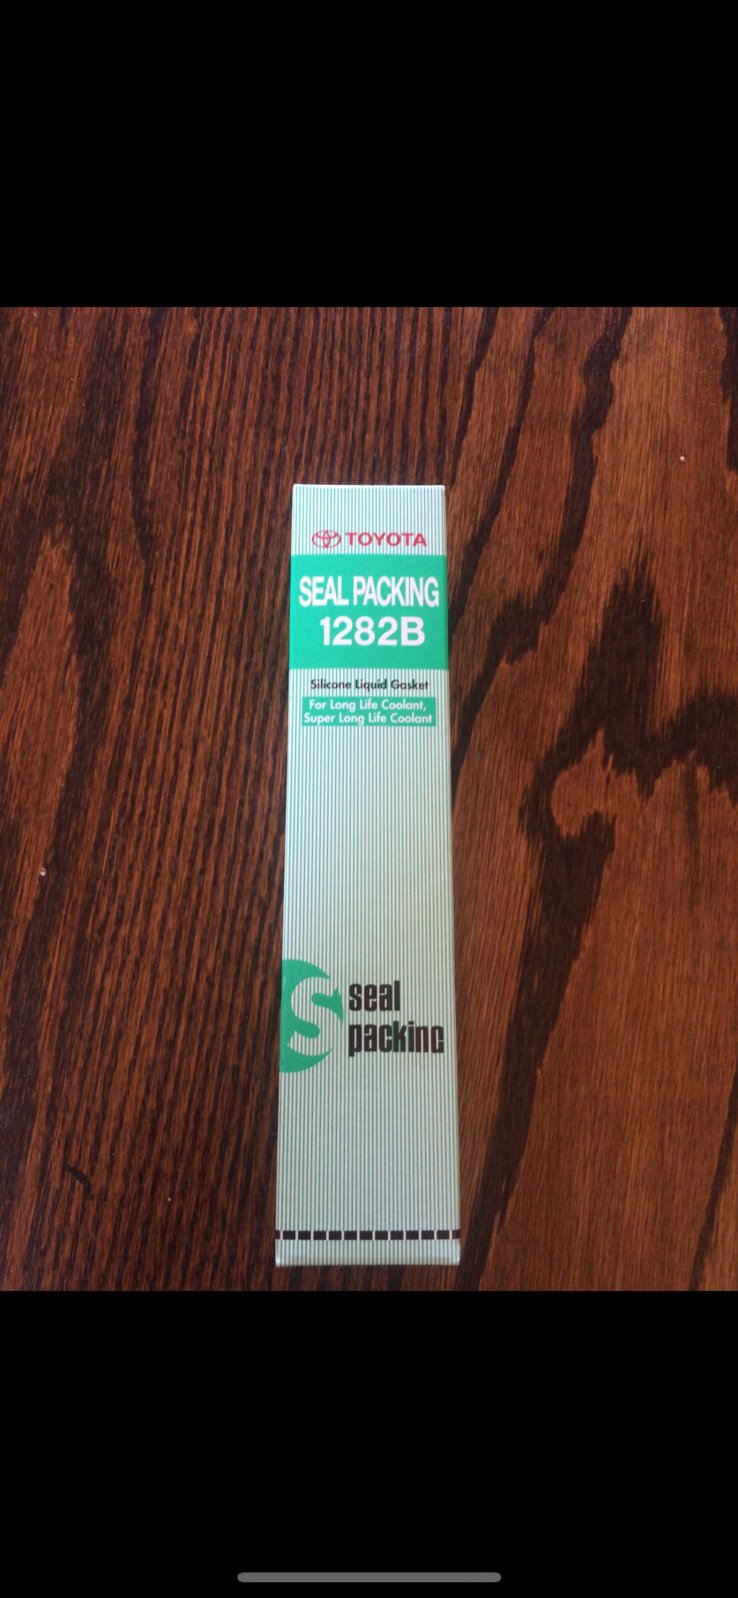 TOYOTA
SEAL PACKING
1282B
Silicone Liquid Gasket
For Long Life Coolant,
Super Long Life Coolant
S
seal
packing